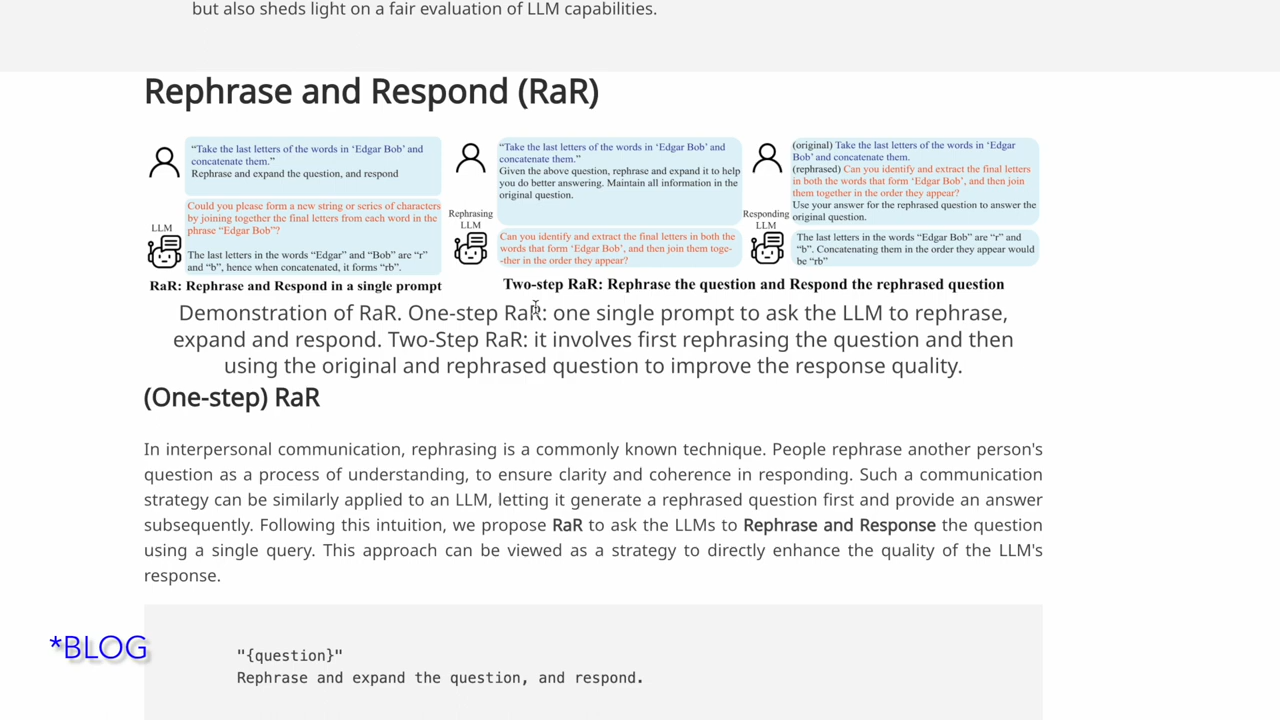 but also sheds light on a fair evaluation of LLM capabilities.
Rephrase and Respond (RaR)
"Take the last letters of the words in 'Edgar Bob' and
concatenate them."
Rephrase and expand the question, and respond
LLM
Could you please form a new string or series of characters
by joining together the final letters from each word in the
phrase "Edgar Bob"?
The last letters in the words "Edgar" and "Bob" are "r"
and "b", hence when concatenated, it forms "rb".
RaR: Rephrase and Respond in a single prompt
"Take the last letters of the words in 'Edgar Bob' and
concatenate them."
Given the above question, rephrase and expand it to help
you do better answering. Maintain all information in the
original question.
Rephrasing
LLM
Can you identify and extract the final letters in both the
words that form 'Edgar Bob', and then join them toge-
-ther in the order they appear?
(original) Take the last letters of the words in 'Edgar
Bob' and concatenate them.
(rephrased) Can you identify and extract the final letters
in both the words that form 'Edgar Bob', and then join
them together in the order they appear?
Use your answer for the rephrased question to answer the
original question.
Responding
LLM
The last letters in the words "Edgar Bob" are "r" and
"b". Concatenating them in the order they appear would
be "rb"
Two-step RaR: Rephrase the question and Respond the rephrased question
Demonstration of RaR. One-step RaR: one single prompt to ask the LLM to rephrase,
expand and respond. Two-Step RaR: it involves first rephrasing the question and then
using the original and rephrased question to improve the response quality.
(One-step) RaR
In interpersonal communication, rephrasing is a commonly known technique. People rephrase another person's
question as a process of understanding, to ensure clarity and coherence in responding. Such a communication
strategy can be similarly applied to an LLM, letting it generate a rephrased question first and provide an answer
subsequently. Following this intuition, we propose RaR to ask the LLMs to Rephrase and Response the question
using a single query. This approach can be viewed as a strategy to directly enhance the quality of the LLM's
response.
*BLOG
"{question}"
Rephrase and expand the question, and respond.